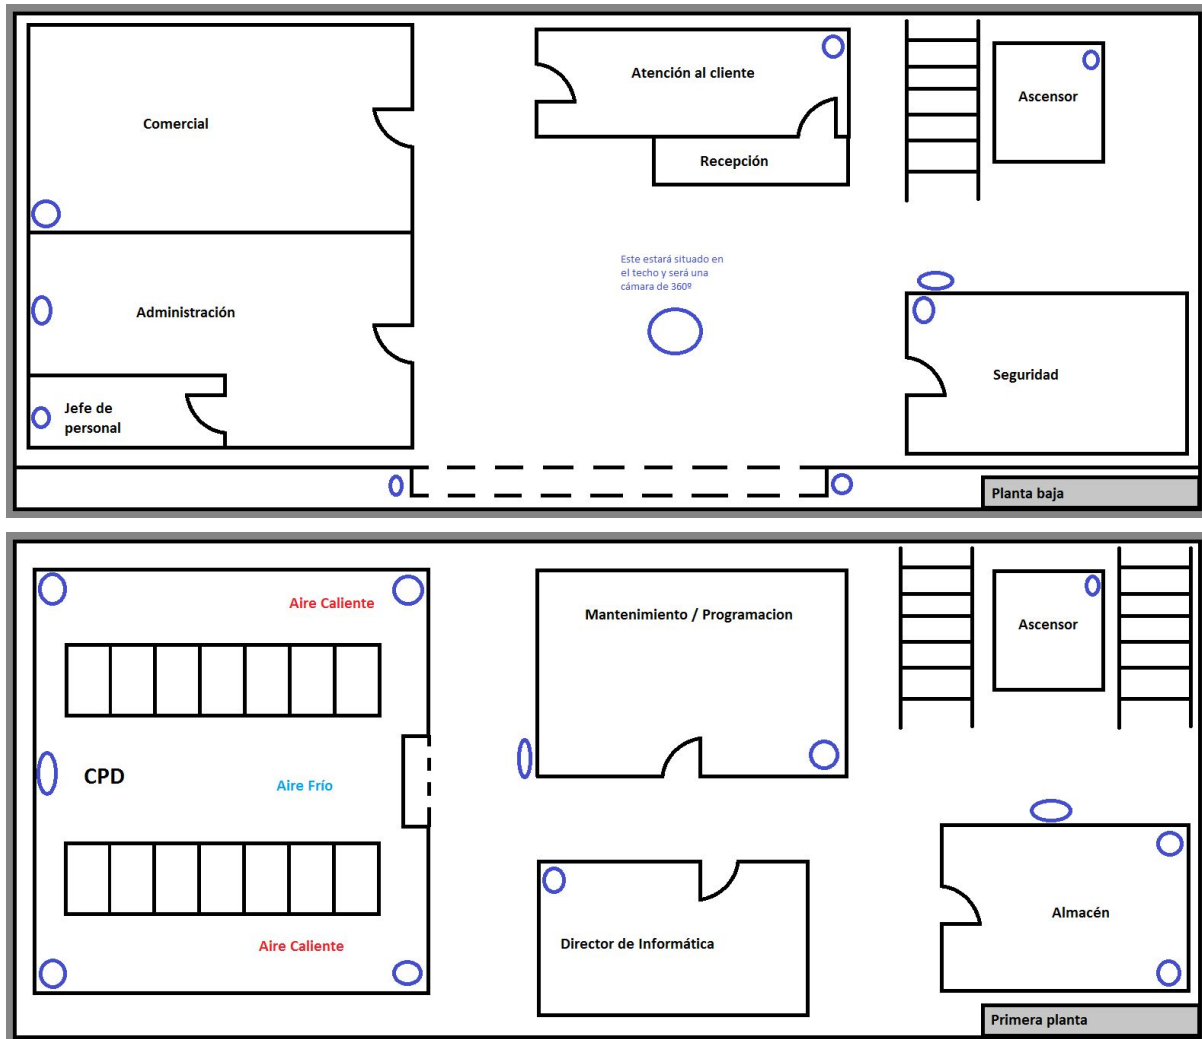 Atención al cliente
Ascensor
Comercial
Recepción
Este estará situado en
el techo y será una
cámara de 360º
Administración
Seguridad
Jefe de
personal
Planta baja
Aire Caliente
Mantenimiento / Programacion
Ascensor
CPD
Aire Frío
Almacén
Aire Caliente
Director de Informática
Primera planta